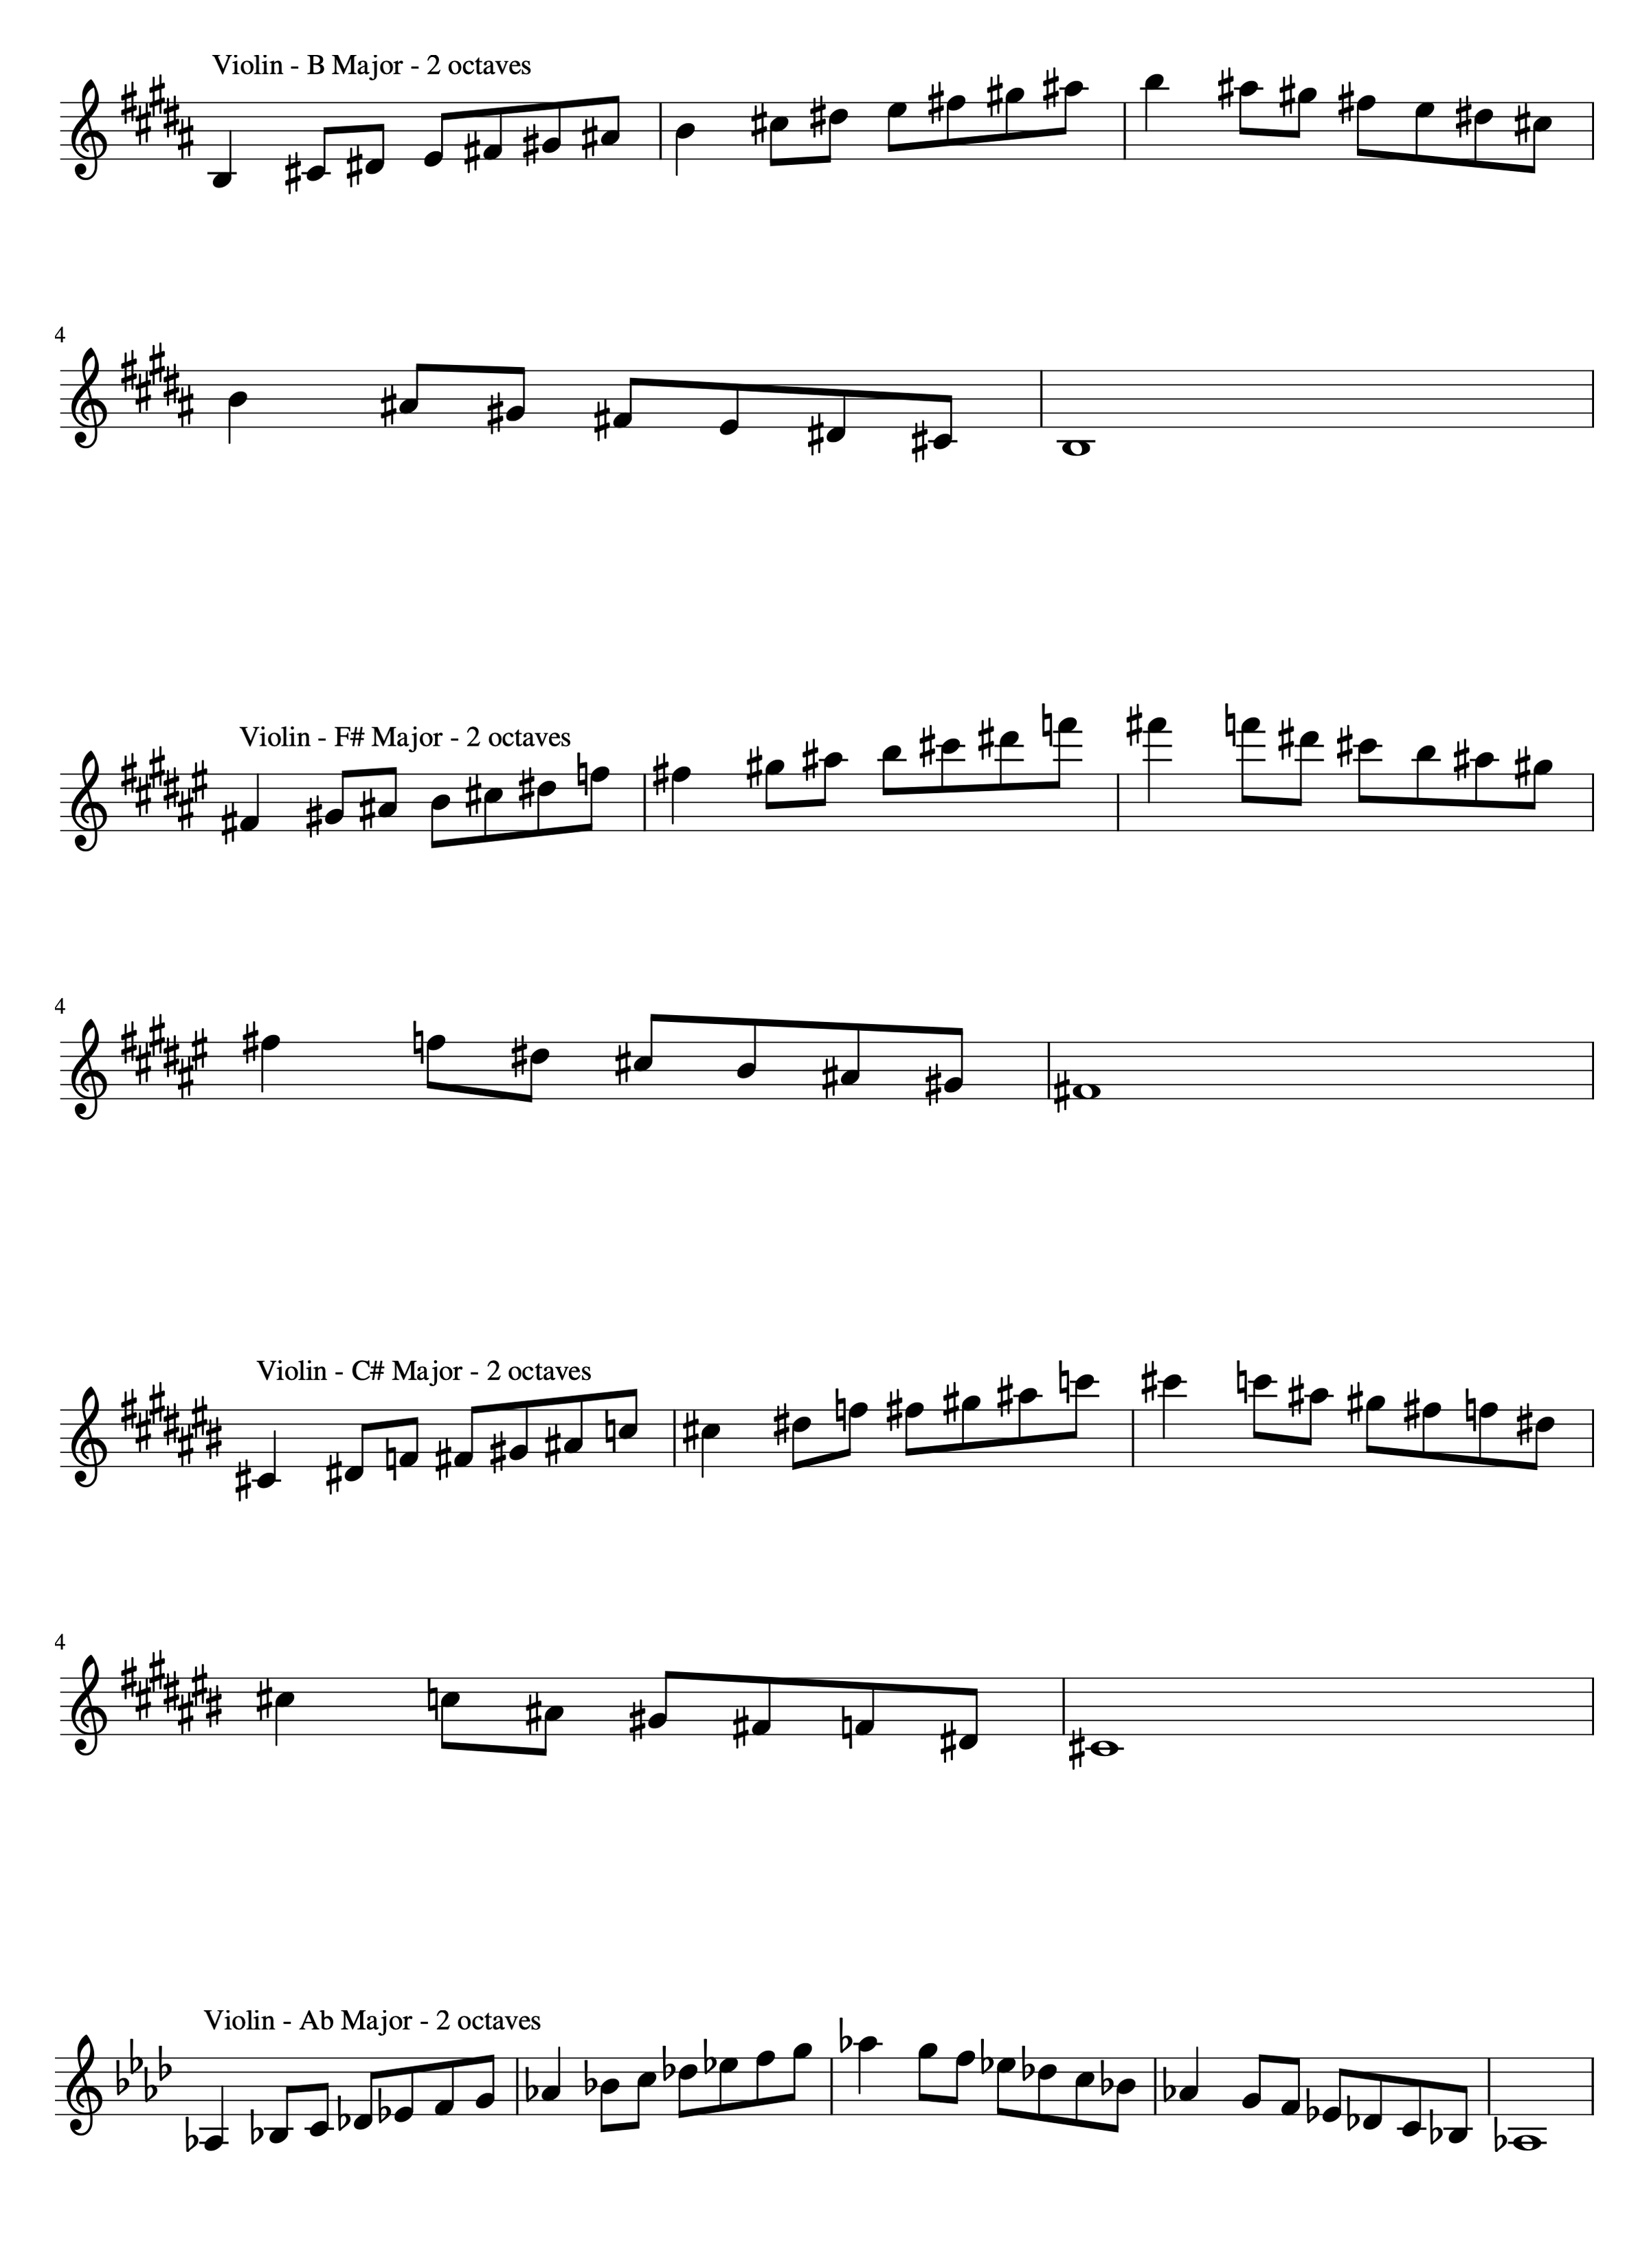 Violin - B Major - 2 octaves
4
Violin - F# Major - 2 octaves
4
Violin - C# Major - 2 octaves
4
Violin - Ab Major - 2 octaves